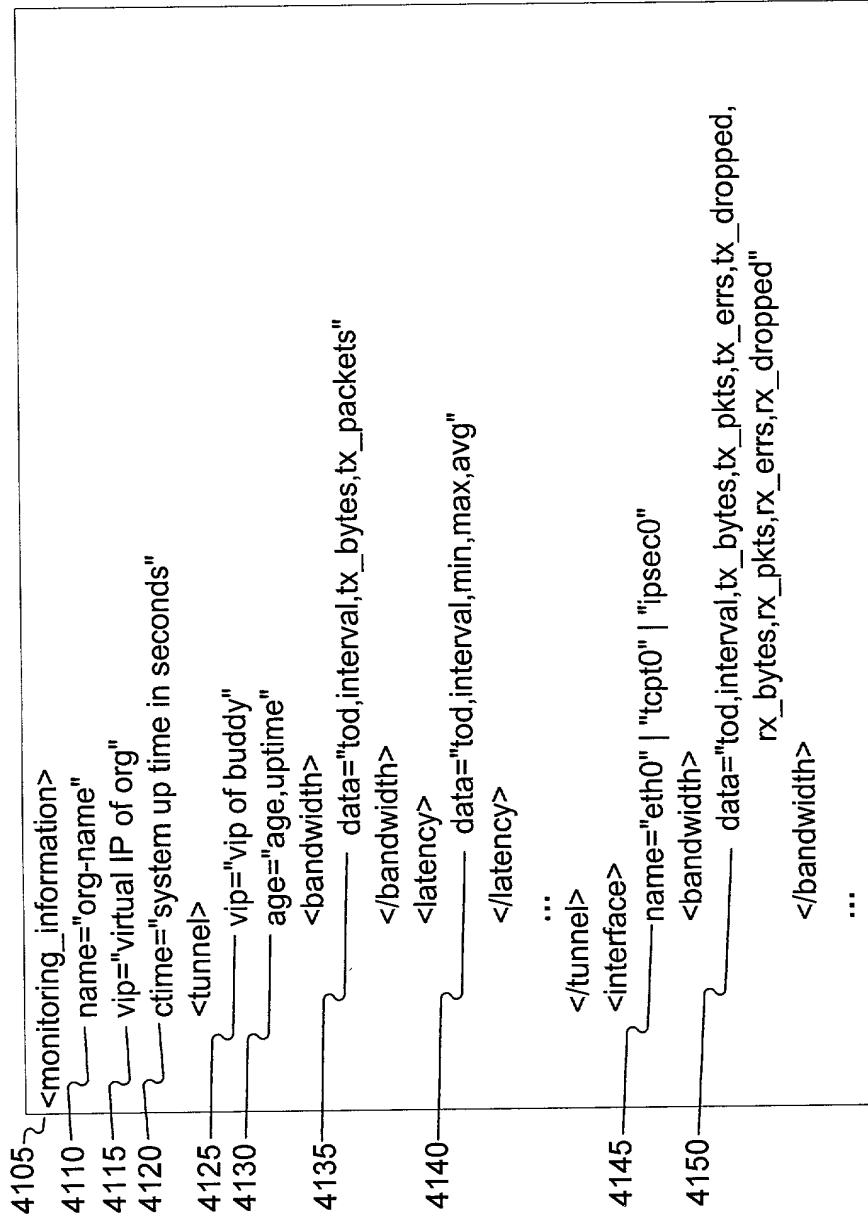 4105 <monitoring_information>
4110 name="org-name"
4115 vip="virtual IP of org"
4120 ctime="system up time in seconds"
<tunnel>
4125 vip="vip of buddy"
4130 age="age,uptime"
<bandwidth>
4135 data="tod,interval,tx_bytes,tx_packets"
</bandwidth>
<latency>
4140 data="tod,interval,min,max,avg"
</latency>
...
</tunnel>
<interface>
4145 name="eth0" | "tcpt0" | "ipsec0"
<bandwidth>
4150 data="tod,interval,tx_bytes,tx_pkts,tx_errs,tx_dropped,
rx_bytes,rx_pkts,rx_errs,rx_dropped"
</bandwidth>
...